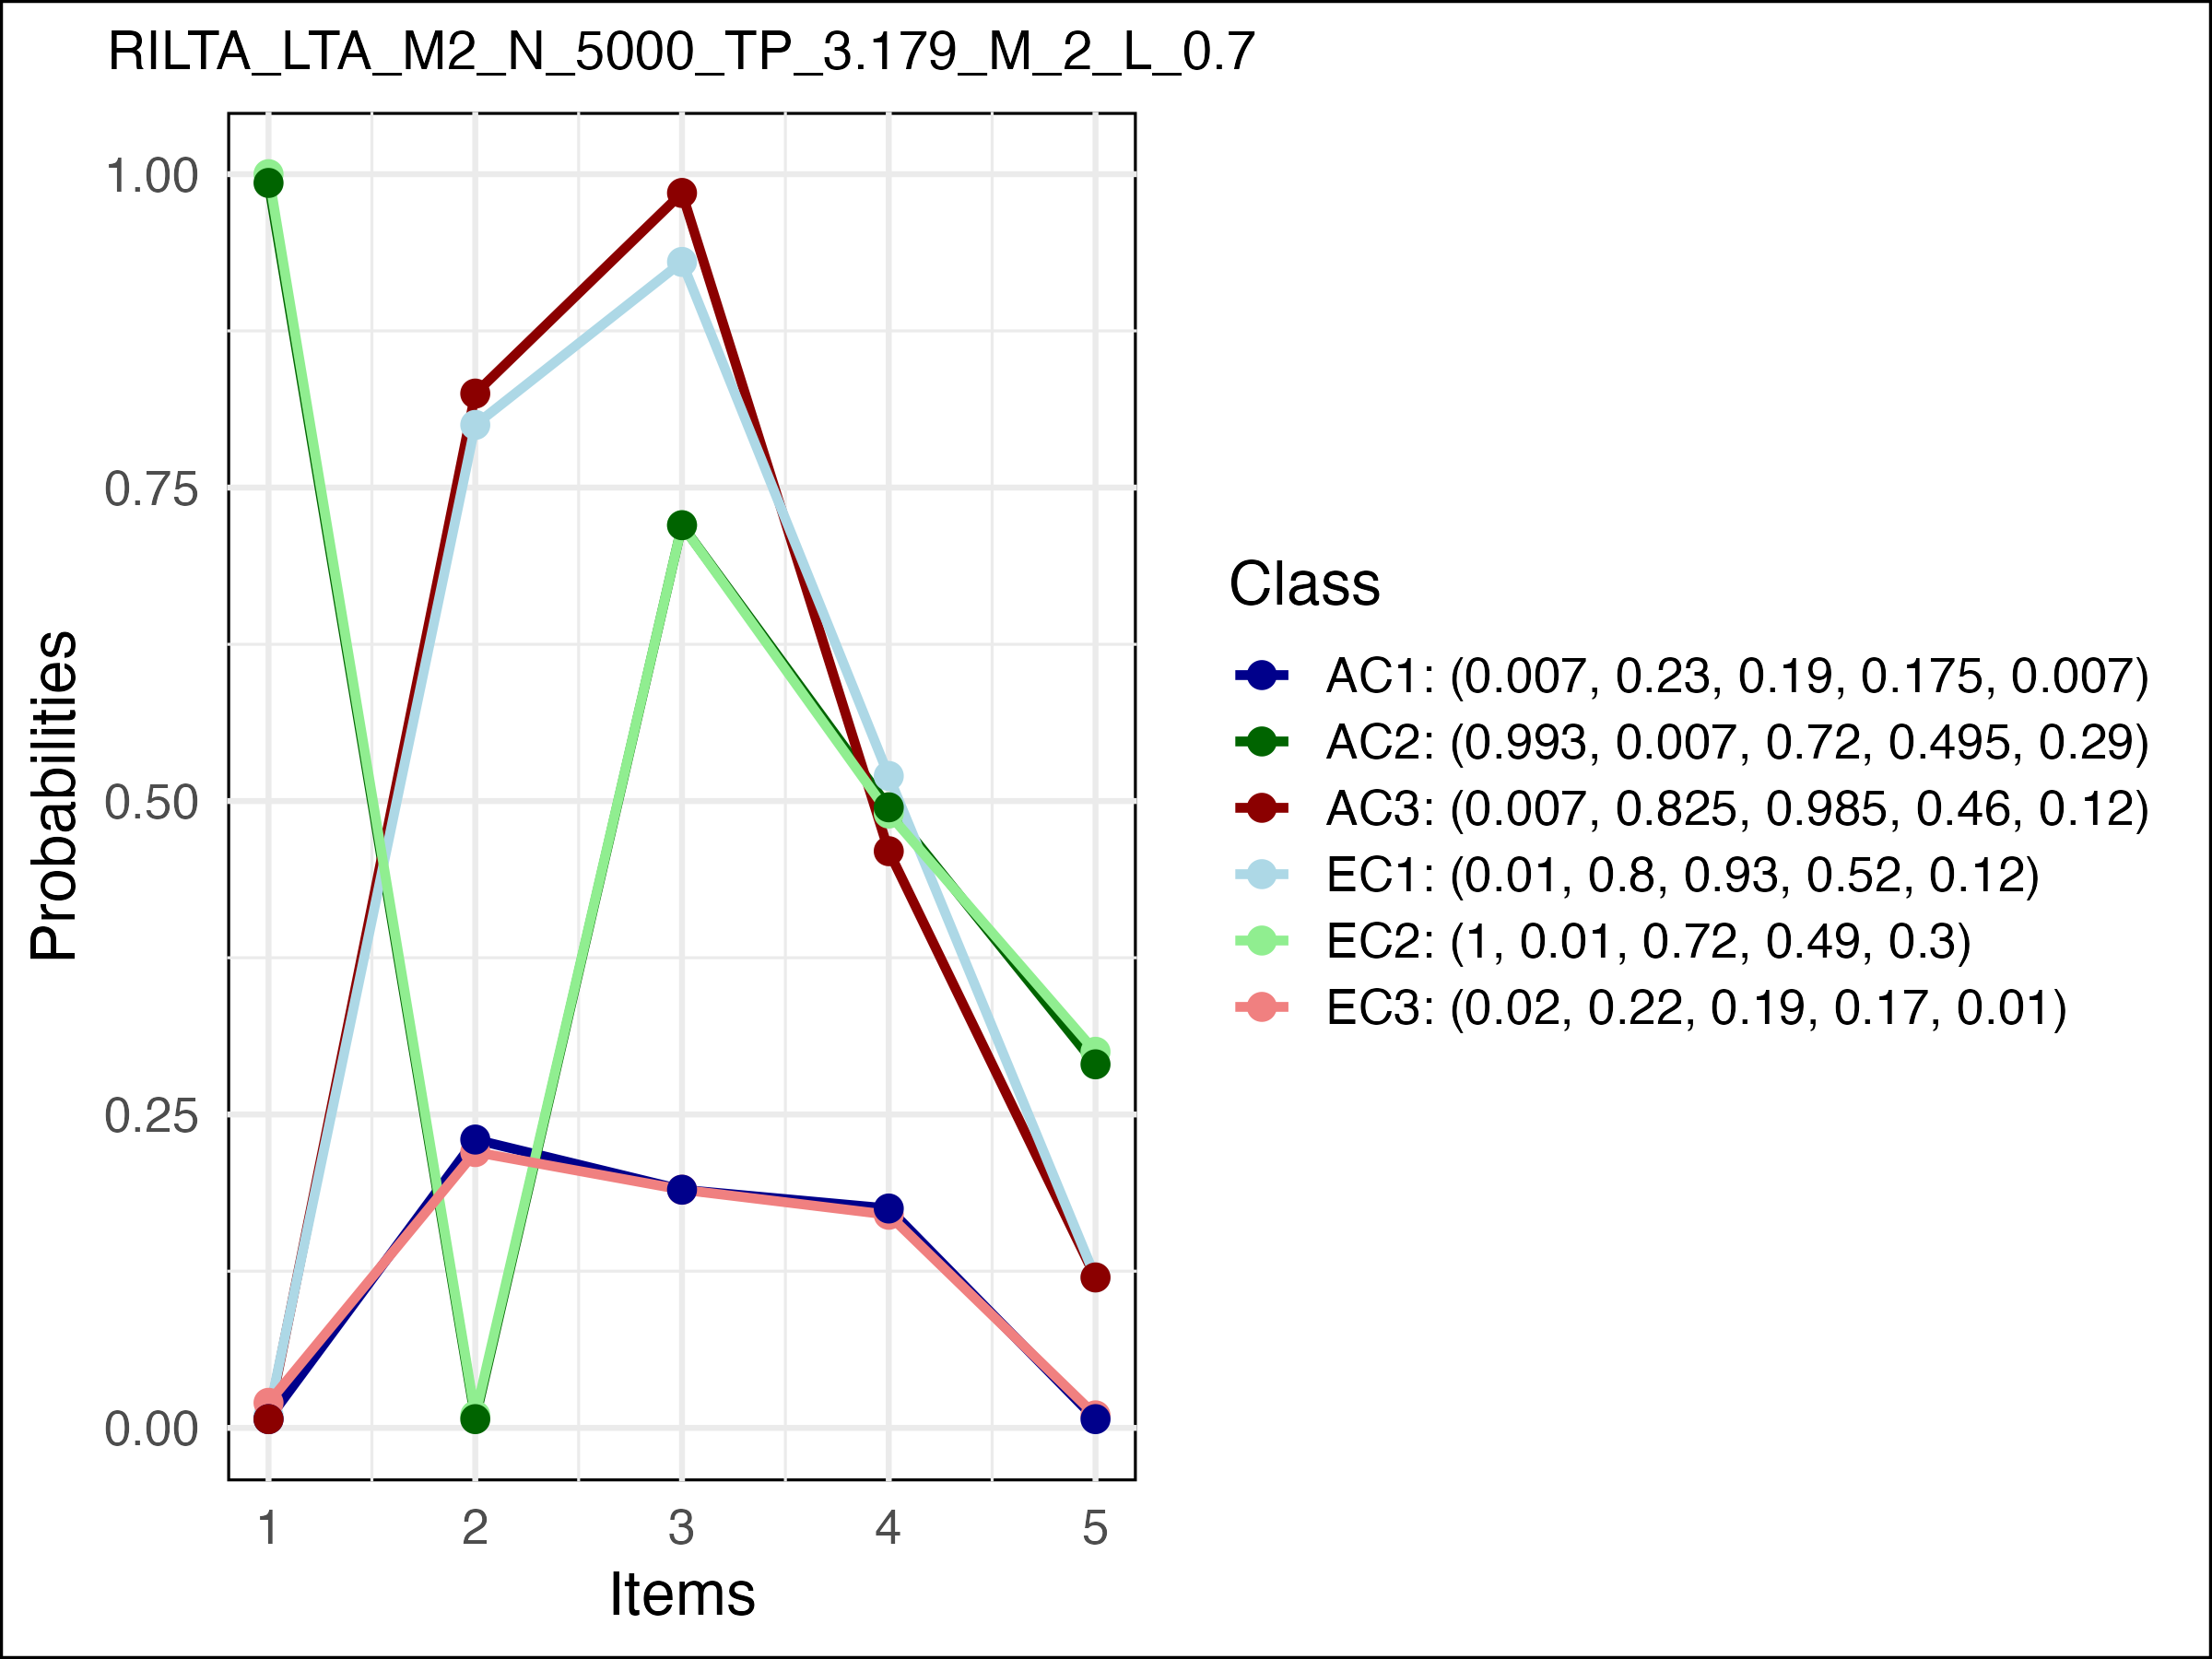 RILTA_LTA_M2_N_5000_TP_3.179_M_2_L_0.7
1.00
0.75
0.50
0.25
0.00
Probabilities
1 2 3 4 5
Items
Class
AC1: (0.007, 0.23, 0.19, 0.175, 0.007)
AC2: (0.993, 0.007, 0.72, 0.495, 0.29)
AC3: (0.007, 0.825, 0.985, 0.46, 0.12)
EC1: (0.01, 0.8, 0.93, 0.52, 0.12)
EC2: (1, 0.01, 0.72, 0.49, 0.3)
EC3: (0.02, 0.22, 0.19, 0.17, 0.01)